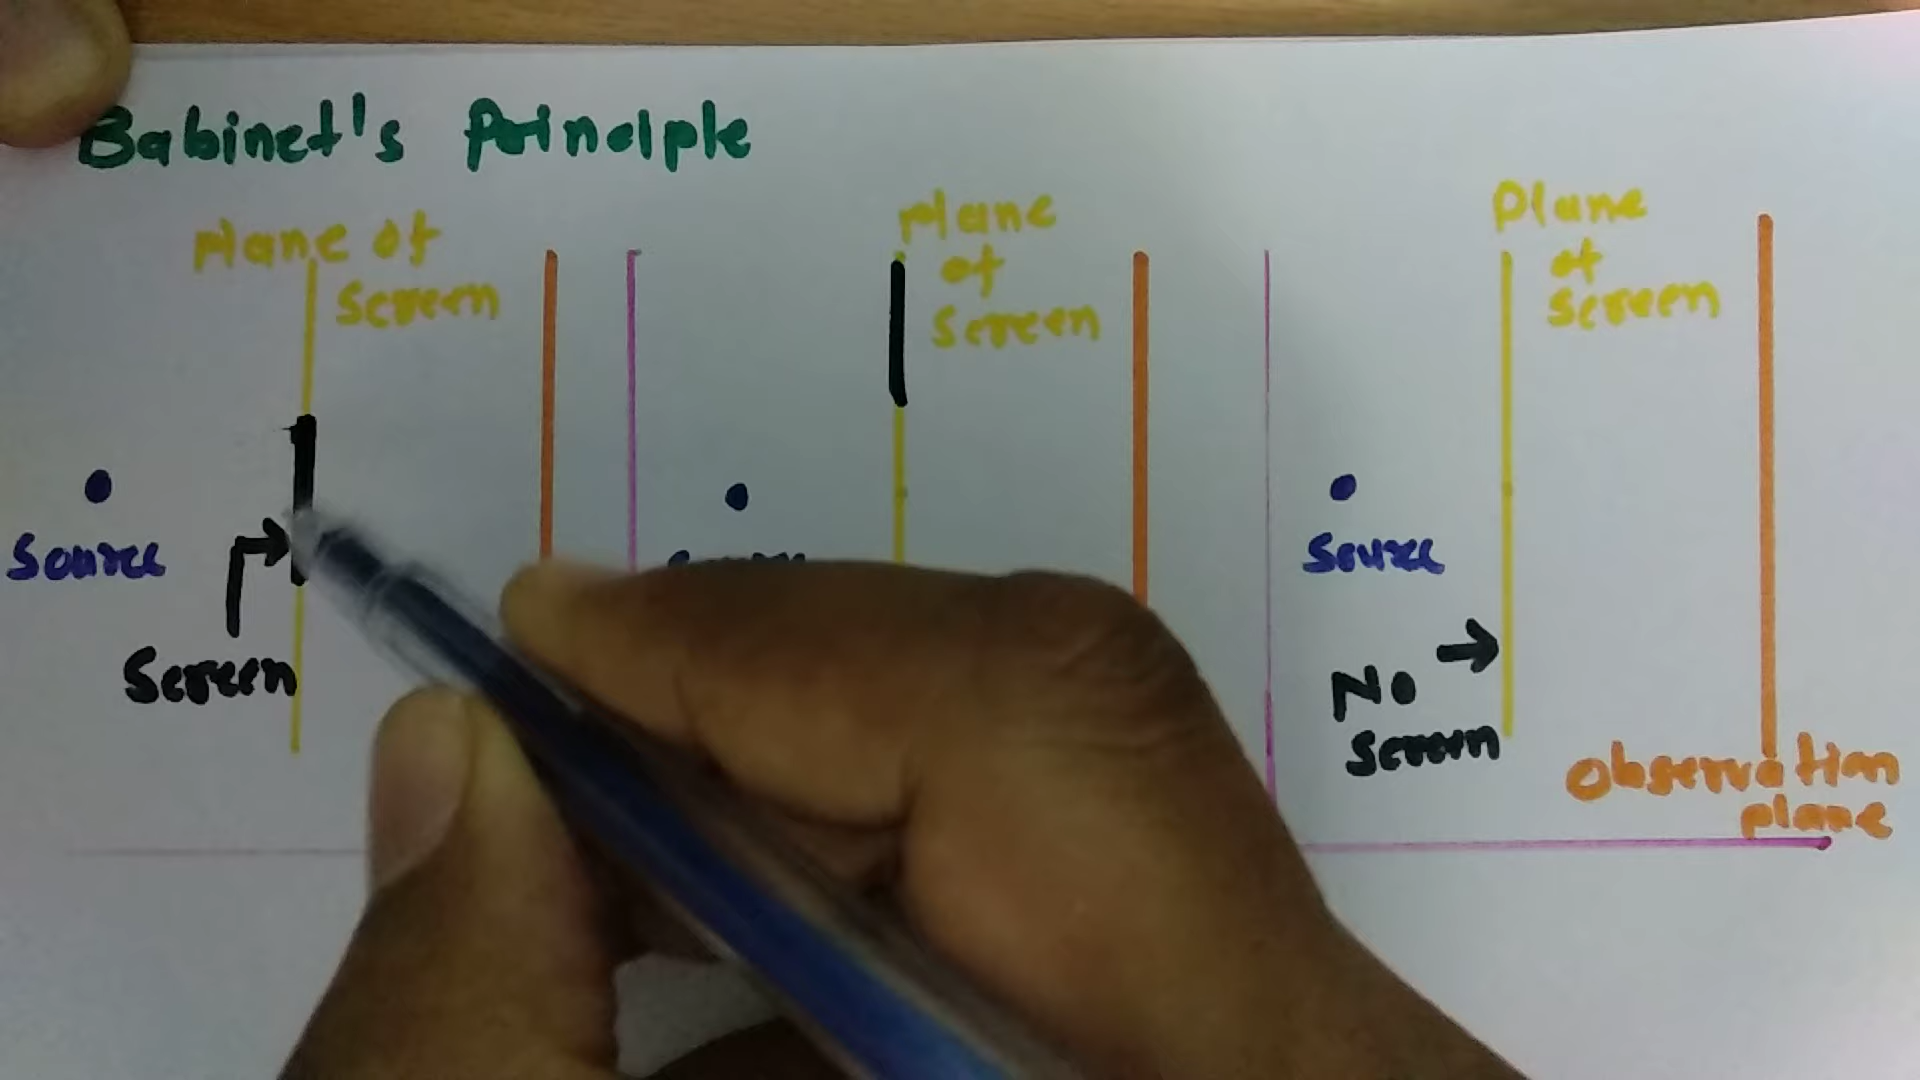 Babinet's Principle
Plane of
Screen
Source
Screen
Plane
of
Screen
Plane
of
Screen
Source
No
Screen
Observation
plane